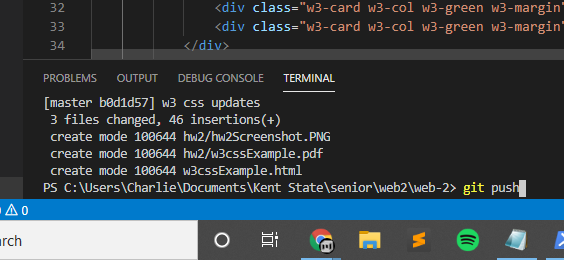 32 <div class="w3-card w3-col w3-green w3-margin"
33 <div class="w3-card w3-col w3-green w3-margin"
34 </div>
PROBLEMS OUTPUT DEBUG CONSOLE TERMINAL
[master b0d1d57] w3 css updates
3 files changed, 46 insertions(+)
create mode 100644 hw2/hw2Screenshot.PNG
create mode 100644 hw2/w3cssExample.pdf
create mode 100644 w3cssExample.html
PS C:\Users\Charlie\Documents\Kent State\senior\web2\web-2> git push
0
arch